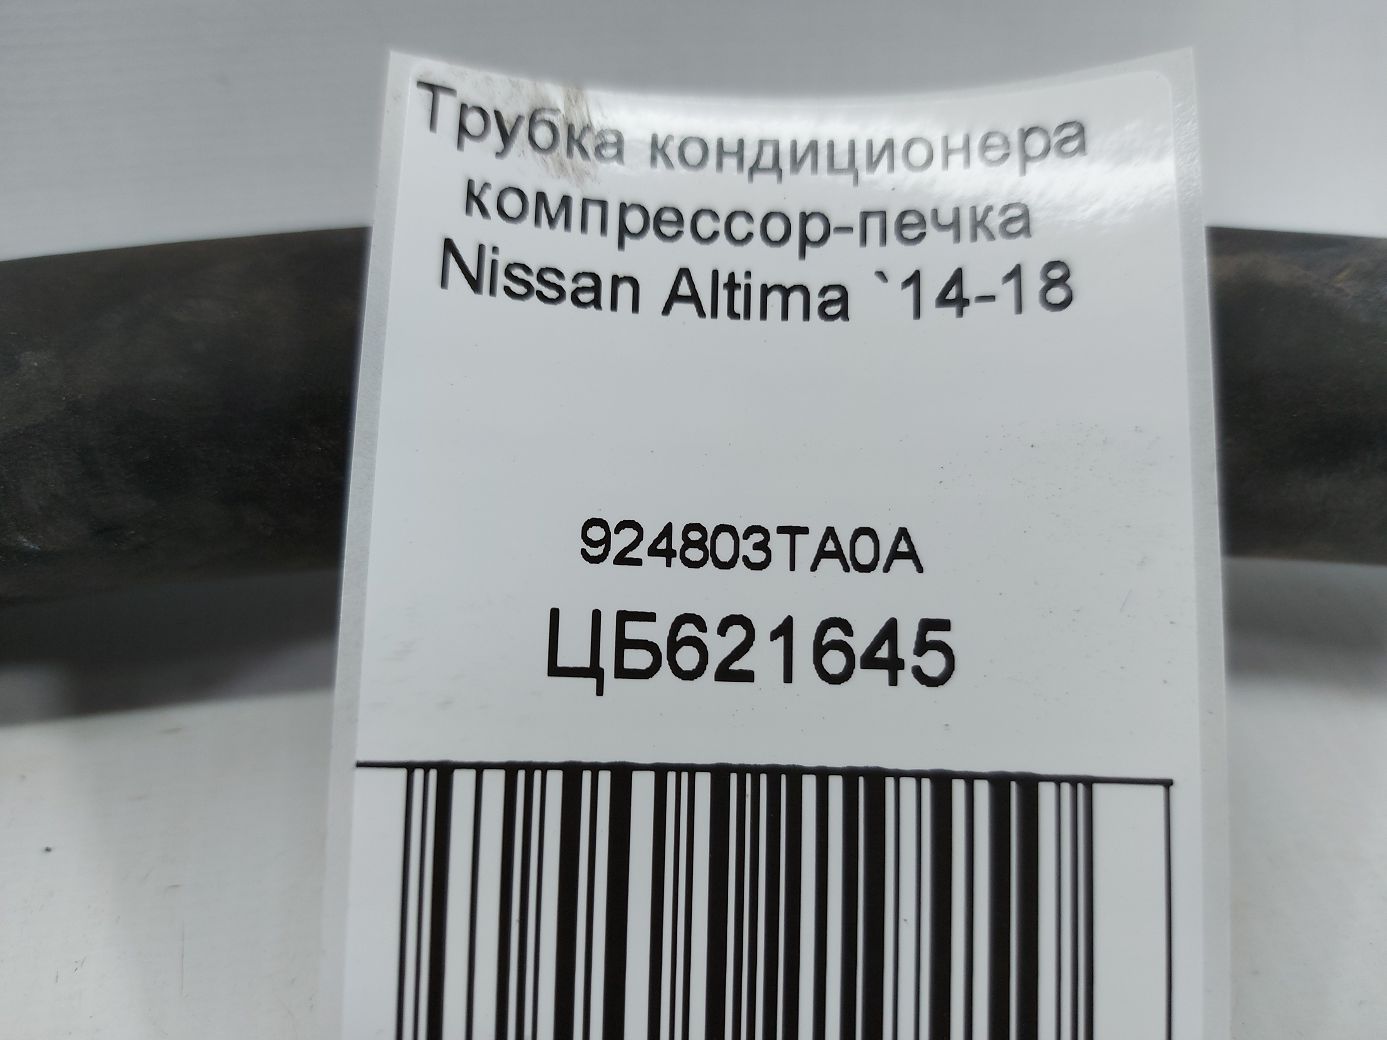 Трубка кондиционера
компрессор-печка
Nissan Altima `14-18
924803TA0A
ЦБ621645